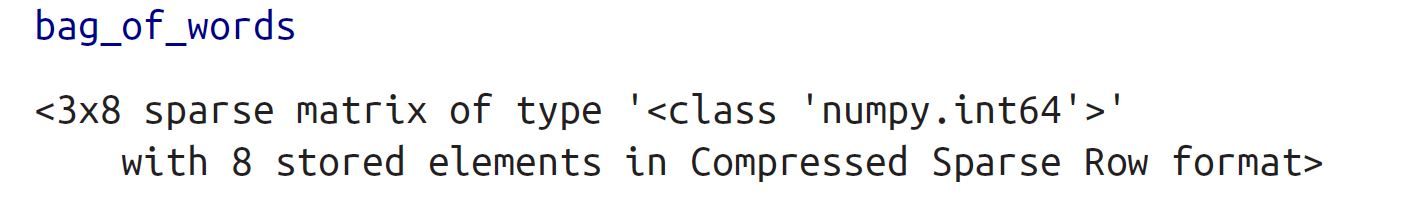 bag_of_words
<3x8 sparse matrix of type '<class 'numpy.int64'>'
with 8 stored elements in Compressed Sparse Row format>